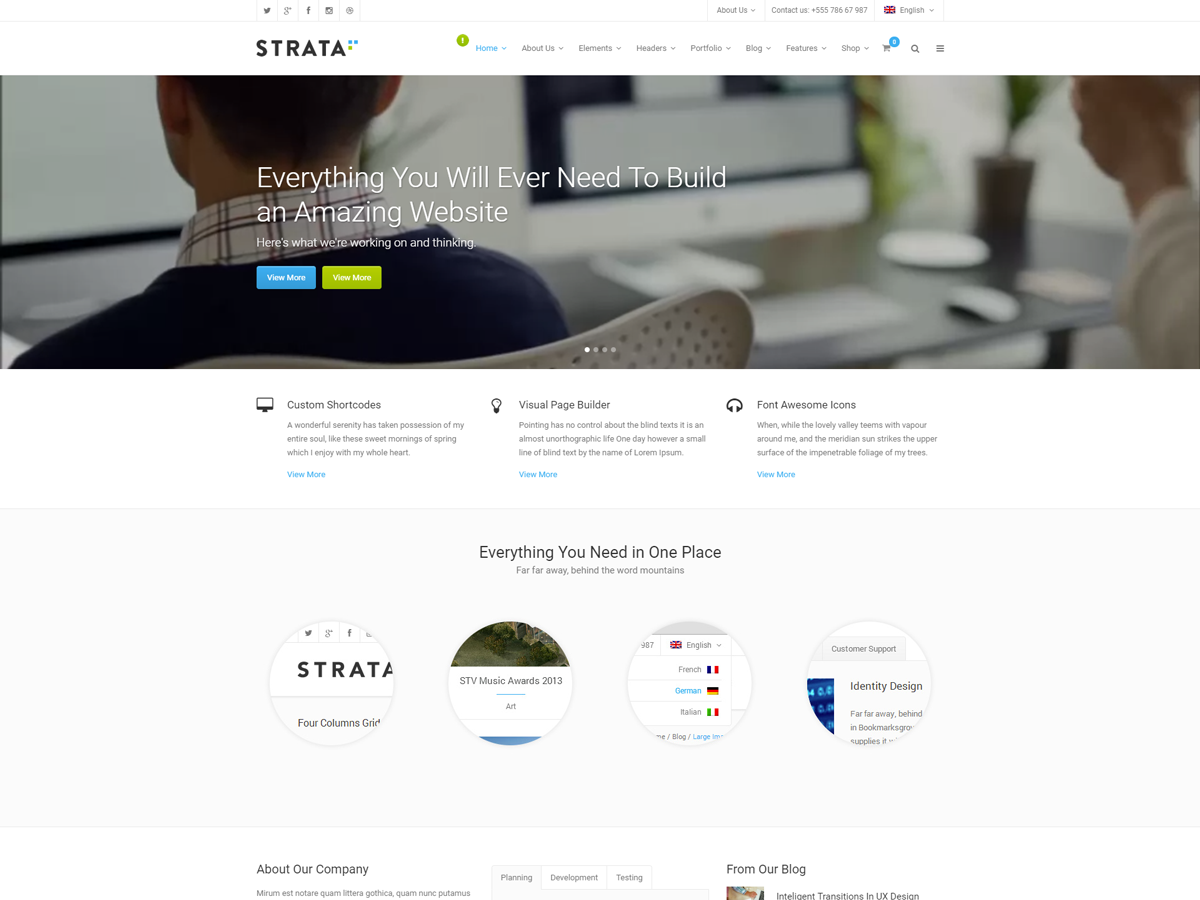 About Us
Contact us: +555 786 67 987
English
STRATA
t
Home
About Us
Elements
Headers
Portfolio
Blog
Features
Shop
0
Everything You Will Ever Need To Build
an Amazing Website
Here's what we're working on and thinking.
View More
View More
Custom Shortcodes
A wonderful serenity has taken possession of my
entire soul, like these sweet mornings of spring
which I enjoy with my whole heart.
View More
Visual Page Builder
Pointing has no control about the blind texts it is an
almost unorthographic life One day however a small
line of blind text by the name of Lorem Ipsum.
View More
Font Awesome Icons
When, while the lovely valley teems with vapour
around me, and the meridian sun strikes the upper
surface of the impenetrable foliage of my trees.
View More
Everything You Need in One Place
Far far away, behind the word mountains
STRATA
Four Columns Grid
STV Music Awards 2013
Art
987
English
French
German
Italian
me / Blog / Large Ima
Customer Support
Identity Design
Far far away, behind
in Bookmarksgro
supplies it
About Our Company
Mirum est notare quam littera gothica, quam nunc putamus
Planning
Development
Testing
From Our Blog
Inteligent Transitions In UX Design